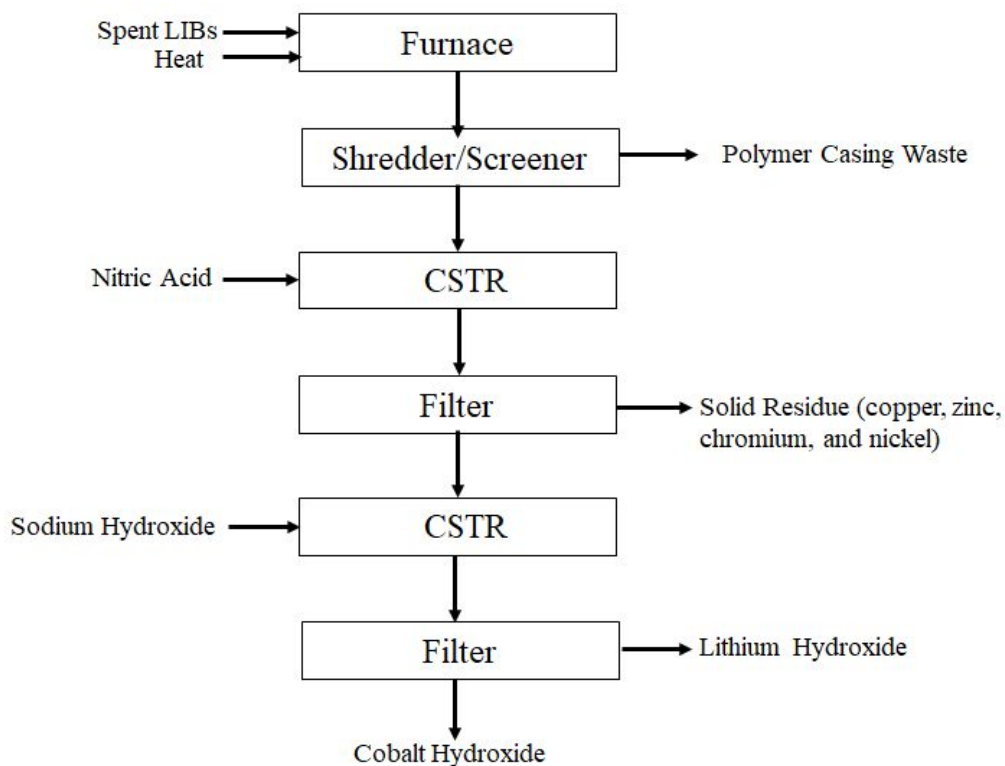 Spent LIBs
Heat
Furnace
Shredder/Screener
Polymer Casing Waste
Nitric Acid
CSTR
Filter
Solid Residue (copper, zinc,
chromium, and nickel)
Sodium Hydroxide
CSTR
Filter
Lithium Hydroxide
Cobalt Hydroxide